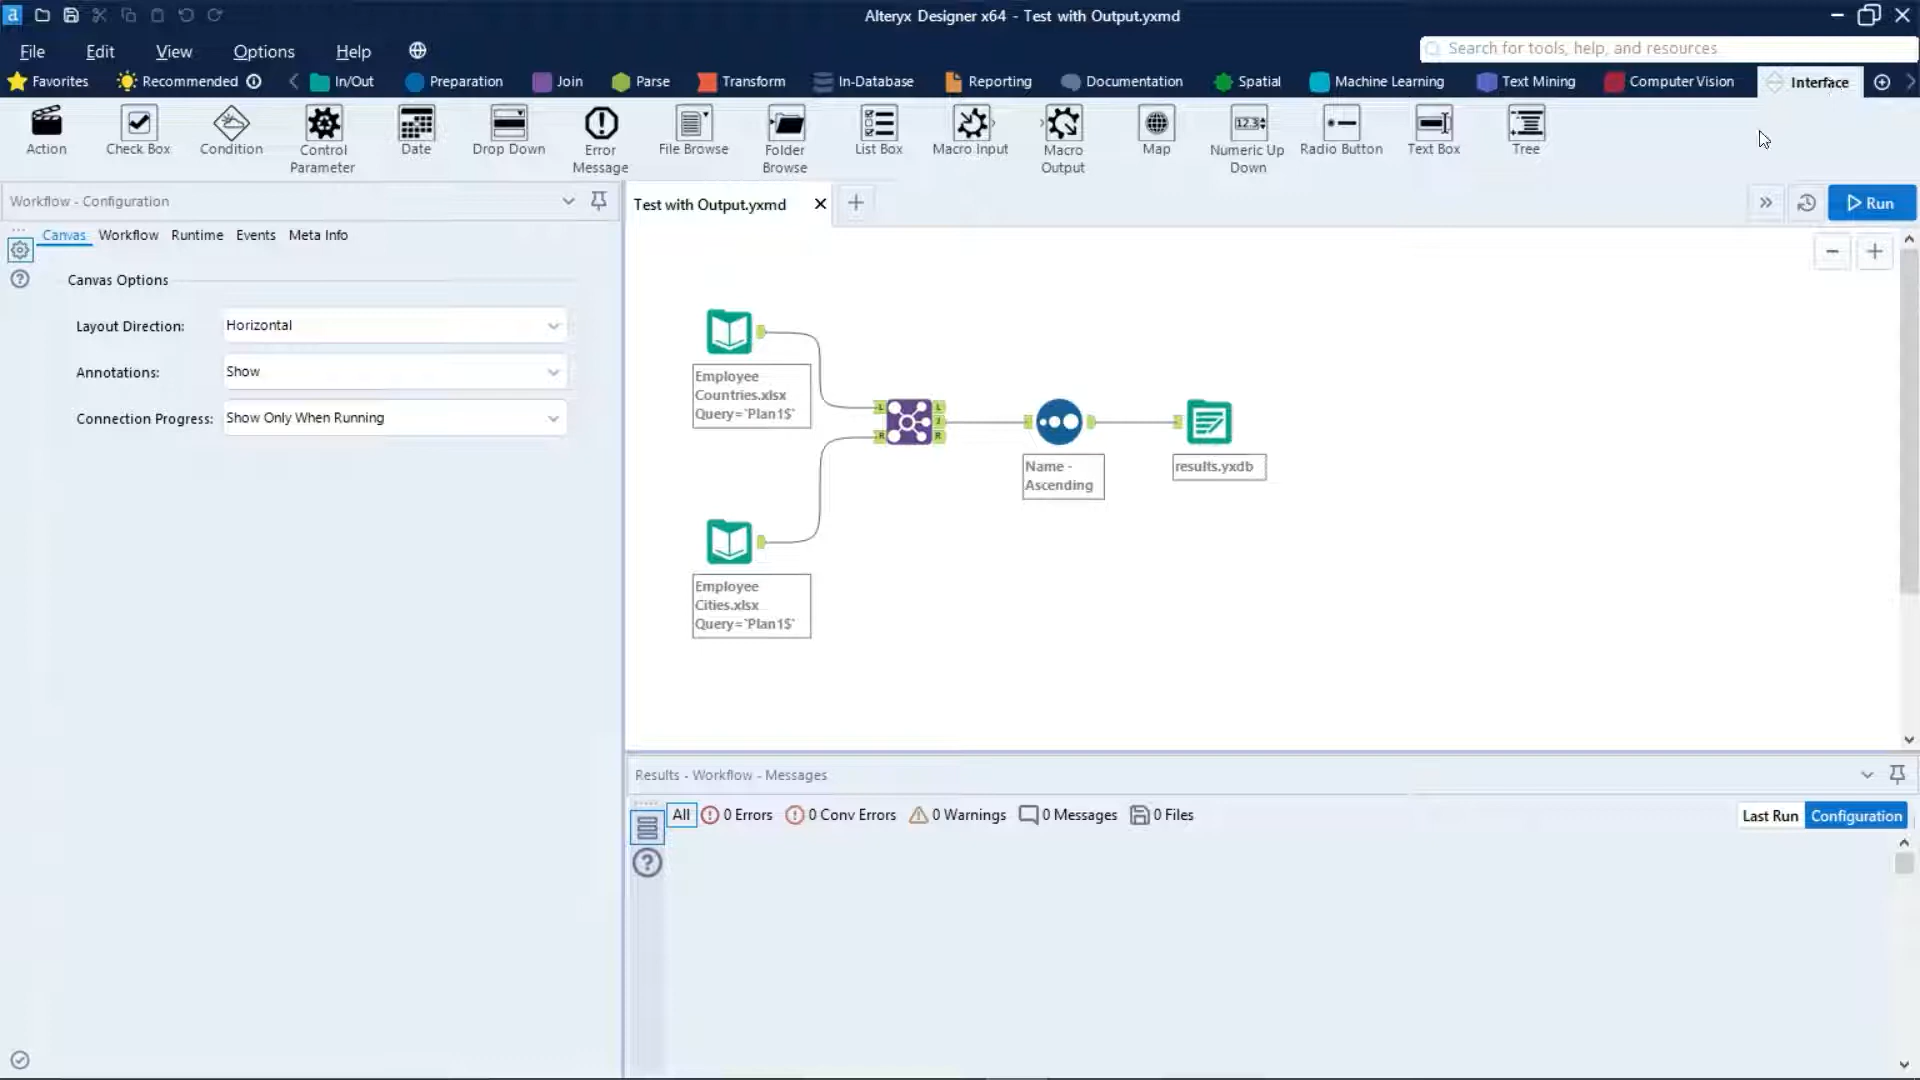 Alteryx Designer x64 - Test with Output.yxmd
File Edit View Options Help
Search for tools, help, and resources
Favorites Recommended In/Out Preparation Join Parse Transform In-Database Reporting Documentation Spatial Machine Learning Text Mining Computer Vision Interface
Action Check Box Condition Control Parameter Date Drop Down Error Message File Browse Folder Browse List Box Macro Input Macro Output Map Numeric Up Down Radio Button Text Box Tree
Workflow - Configuration
Test with Output.yxmd
Run
Canvas Workflow Runtime Events Meta Info
Canvas Options
Layout Direction: Horizontal
Annotations: Show
Connection Progress: Show Only When Running
Employee
Countries.xlsx
Query=`Plan1$`
L
R
L
J
R
Name -
Ascending
results.yxdb
Employee
Cities.xlsx
Query=`Plan1$`
Results - Workflow - Messages
All 0 Errors 0 Conv Errors 0 Warnings 0 Messages 0 Files
Last Run Configuration